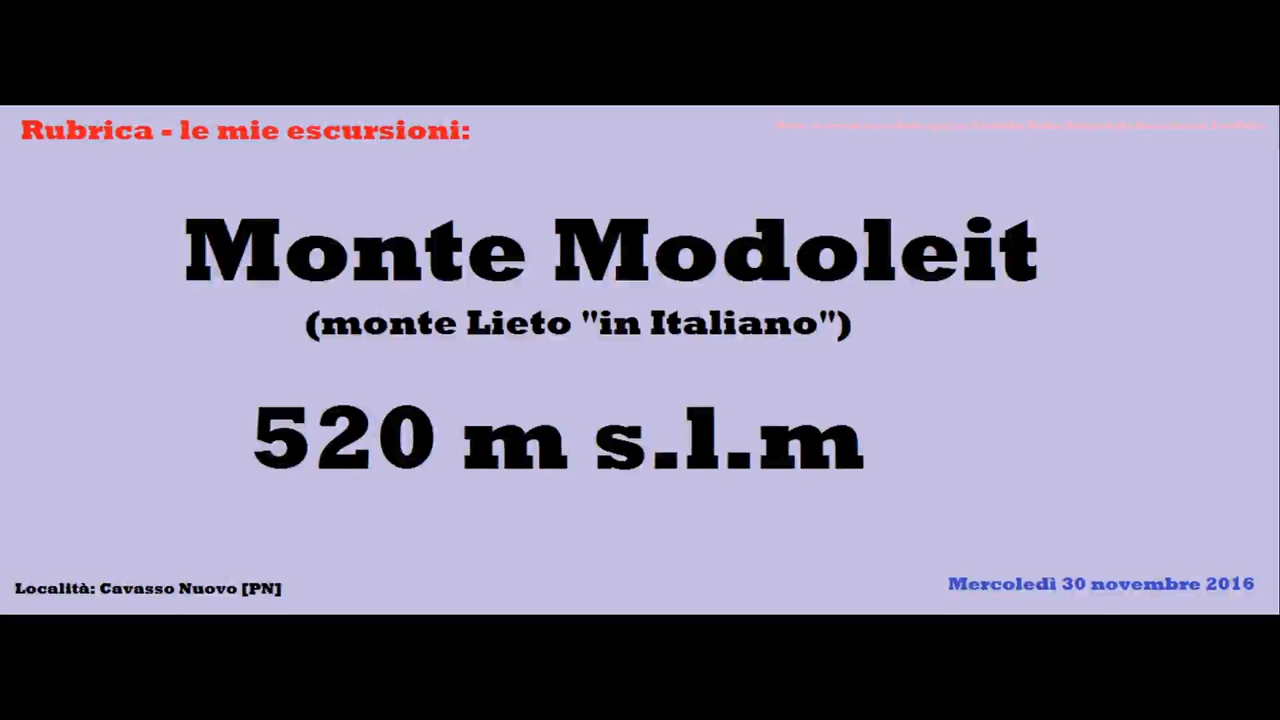 Rubrica - le mie escursioni:
Monte Modoleit
(monte Lieto "in Italiano")
520 m s.l.m
Località: Cavasso Nuovo [PN]
Mercoledì 30 novembre 2016